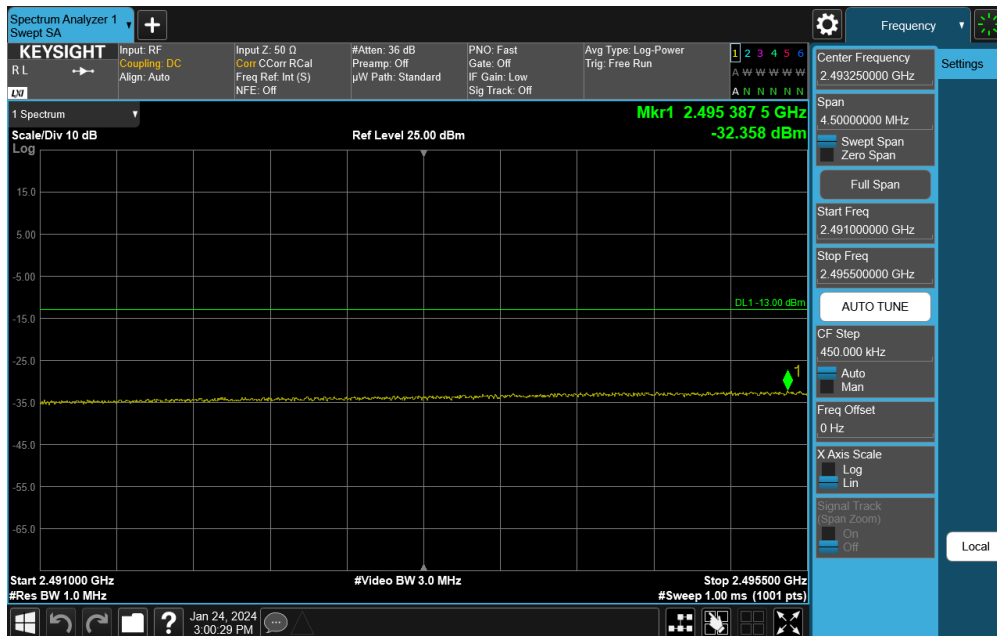 Spectrum Analyzer 1
Swept SA
Frequency
KEYSIGHT
R L
LXI
Input: RF
Coupling: DC
Align: Auto
Input Z: 50 Ω
Corr CCorr RCal
Freq Ref: Int (S)
NFE: Off
#Atten: 36 dB
Preamp: Off
µW Path: Standard
PNO: Fast
Gate: Off
IF Gain: Low
Sig Track: Off
Avg Type: Log-Power
Trig: Free Run
1 2 3 4 5 6
A W W W W W
A N N N N N
1 Spectrum
Scale/Div 10 dB
Ref Level 25.00 dBm
Mkr1 2.495 387 5 GHz
-32.358 dBm
Log
15.0
5.00
-5.00
DL1 -13.00 dBm
-15.0
-25.0
1
-35.0
-45.0
-55.0
-65.0
Start 2.491000 GHz
#Video BW 3.0 MHz
Stop 2.495500 GHz
#Res BW 1.0 MHz
#Sweep 1.00 ms (1001 pts)
Center Frequency
2.493250000 GHz
Settings
Span
4.50000000 MHz
Swept Span
Zero Span
Full Span
Start Freq
2.491000000 GHz
Stop Freq
2.495500000 GHz
AUTO TUNE
CF Step
450.000 kHz
Auto
Man
Freq Offset
0 Hz
X Axis Scale
Log
Lin
Signal Track
(Span Zoom)
On
Off
Local
?
Jan 24, 2024
3:00:29 PM